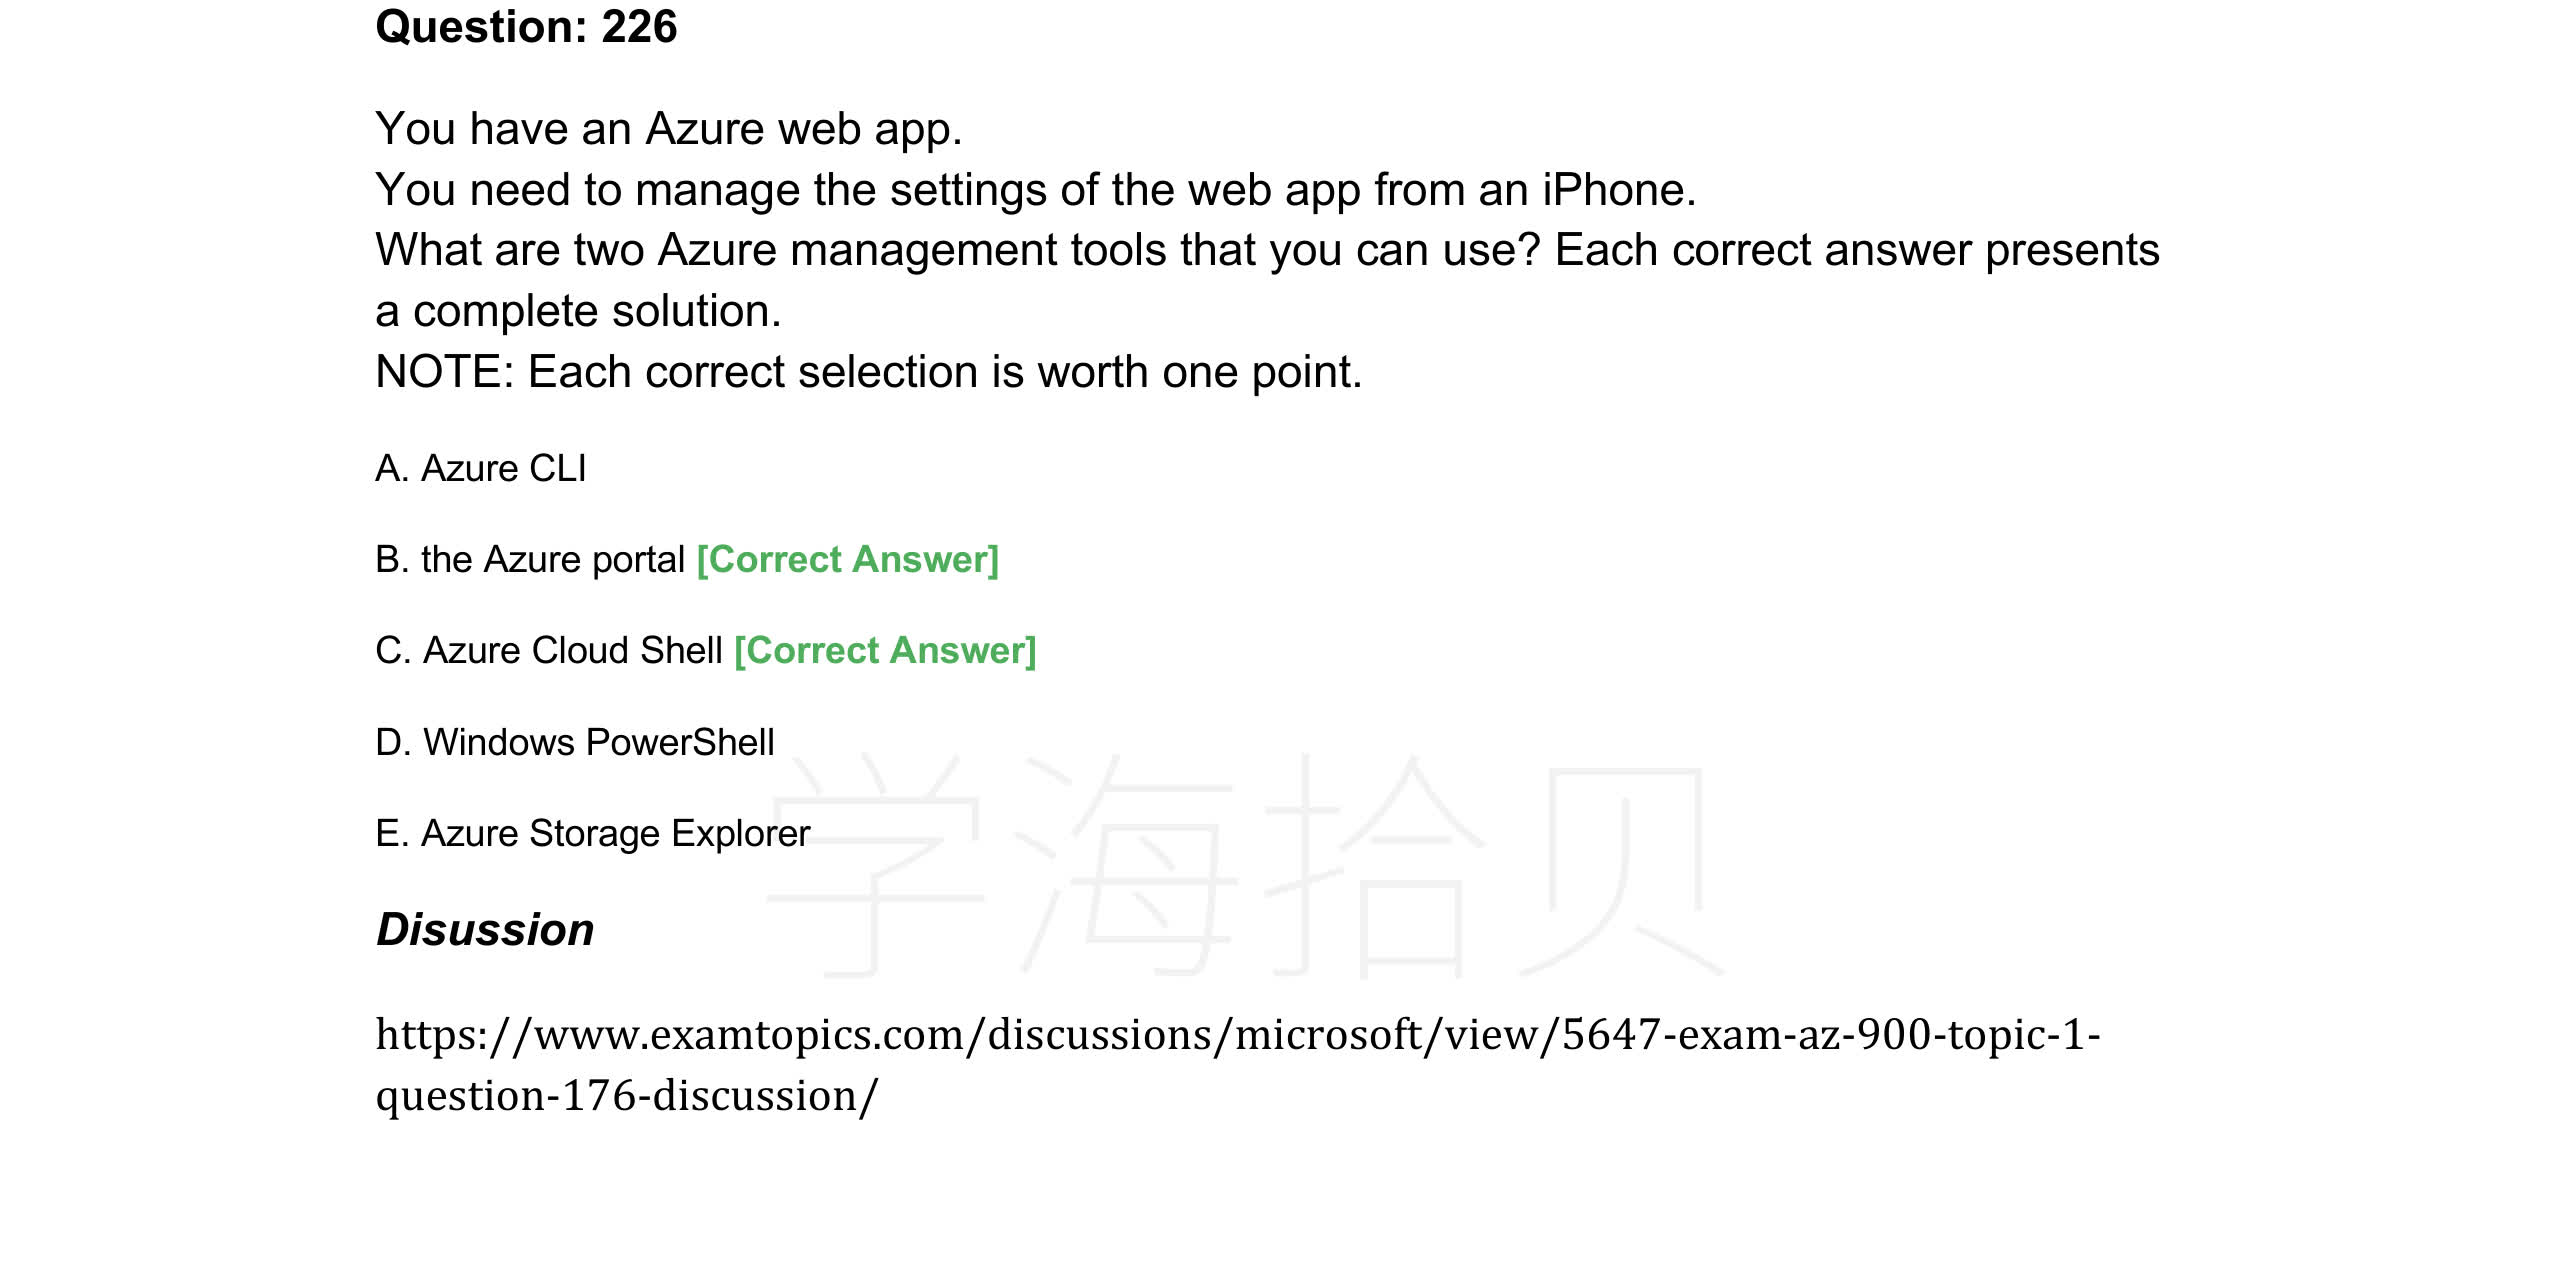 Question: 226
You have an Azure web app.
You need to manage the settings of the web app from an iPhone.
What are two Azure management tools that you can use? Each correct answer presents
a complete solution.
NOTE: Each correct selection is worth one point.
A. Azure CLI
B. the Azure portal [Correct Answer]
C. Azure Cloud Shell [Correct Answer]
D. Windows PowerShell
E. Azure Storage Explorer
学海拾贝
Disussion
https://www.examtopics.com/discussions/microsoft/view/5647-exam-az-900-topic-1-
question-176-discussion/